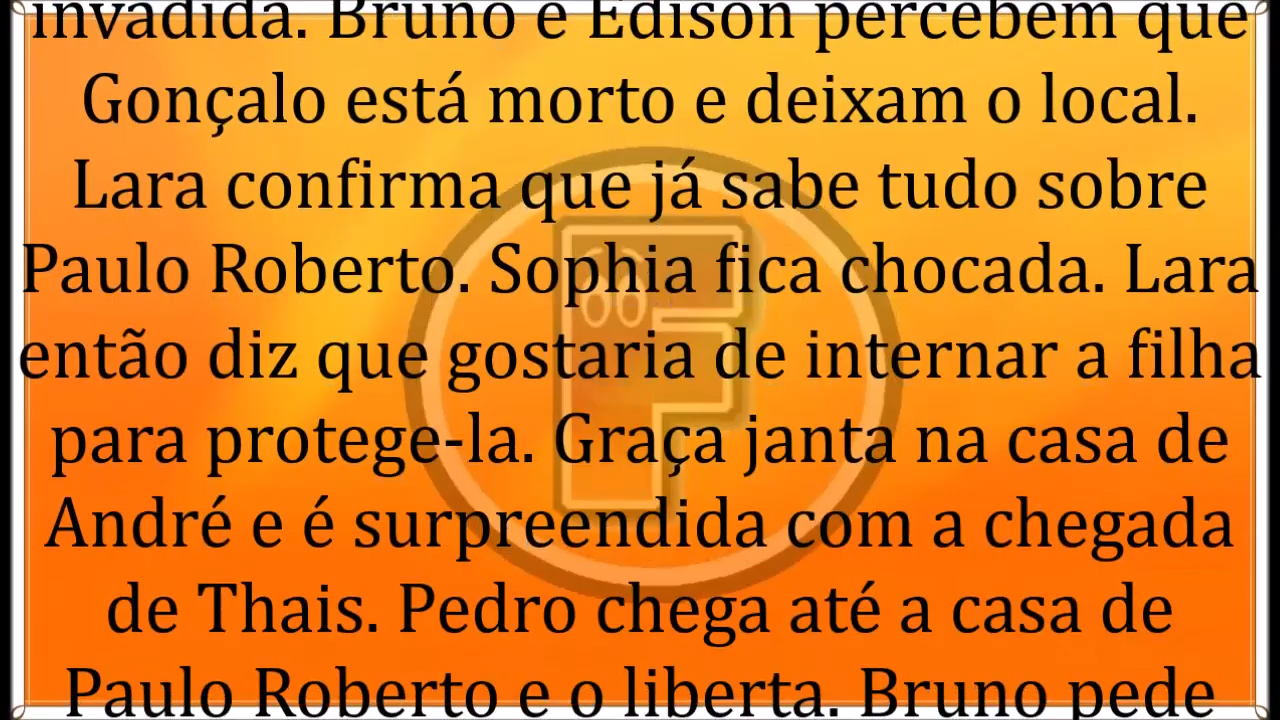 invadida. Bruno e Edison percebem que
Gonçalo está morto e deixam o local.
Lara confirma que já sabe tudo sobre
Paulo Roberto. Sophia fica chocada. Lara
então diz que gostaria de internar a filha
para protege-la. Graça janta na casa de
André e é surpreendida com a chegada
de Thais. Pedro chega até a casa de
Paulo Roberto e o liberta. Bruno pede